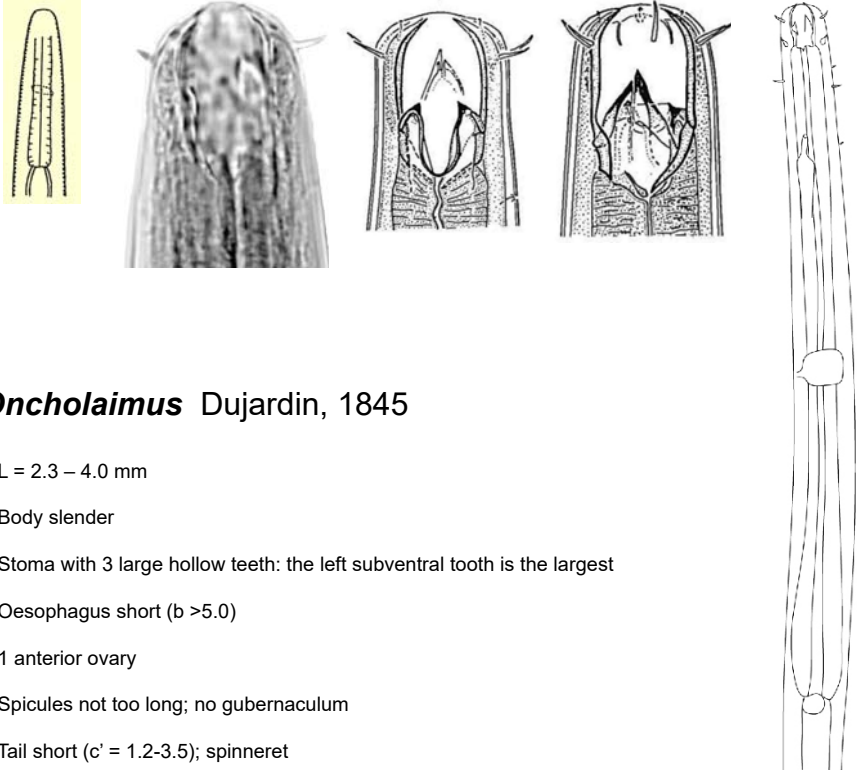 Oncholaimus Dujardin, 1845
L = 2.3 – 4.0 mm
Body slender
Stoma with 3 large hollow teeth: the left subventral tooth is the largest
Oesophagus short (b >5.0)
1 anterior ovary
Spicules not too long; no gubernaculum
Tail short (c’ = 1.2-3.5); spinneret